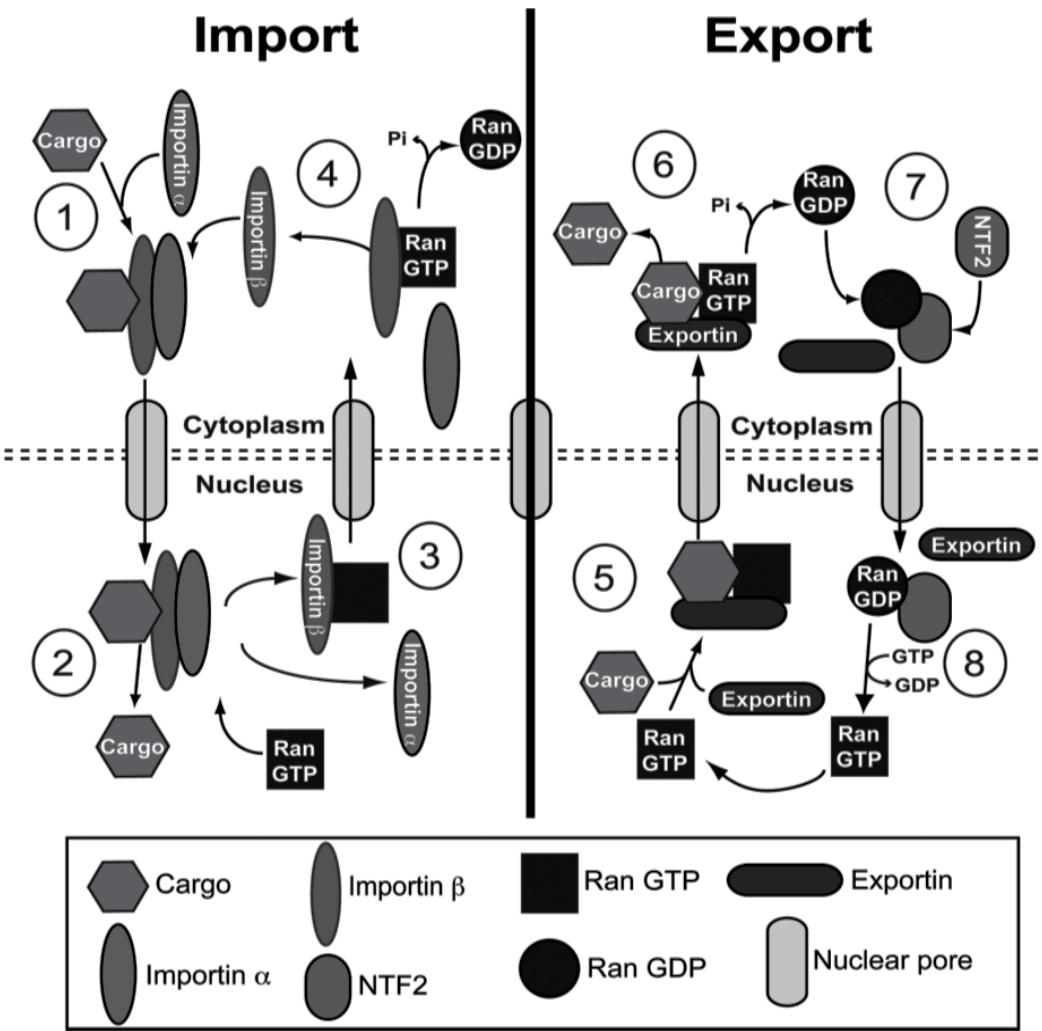 Import
Export
Cargo
Importin α
1
Importin β
4
Pi
Ran
GDP
Ran
GTP
6
Cargo
Pi
Ran
GDP
7
NTF2
Cargo
Ran
GTP
Exportin
Cytoplasm
Nucleus
Cytoplasm
Nucleus
2
Cargo
Importin β
3
Importin α
Ran
GTP
5
Cargo
Exportin
Ran
GTP
Exportin
Ran
GDP
GTP
GDP
8
Ran
GTP
Cargo
Importin β
Ran GTP
Exportin
Importin α
NTF2
Ran GDP
Nuclear pore